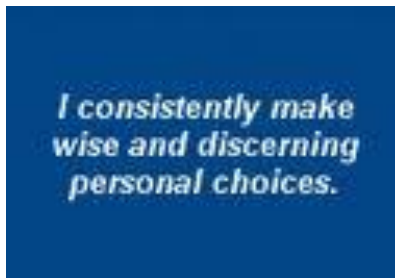 I consistently make
wise and discerning
personal choices.